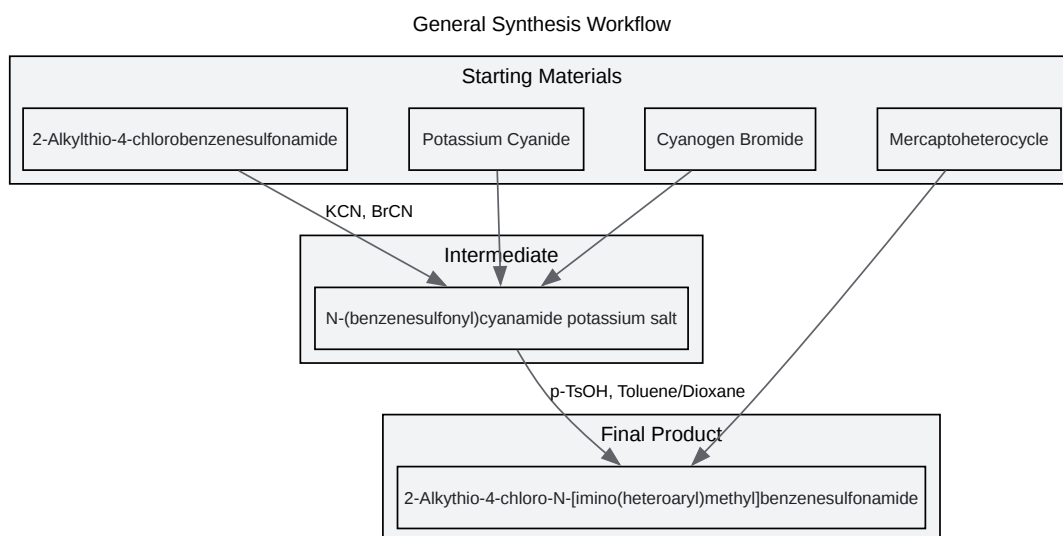 General Synthesis Workflow
Starting Materials
2-Alkylthio-4-chlorobenzenesulfonamide
Potassium Cyanide
Cyanogen Bromide
Mercaptoheterocycle
KCN, BrCN
Intermediate
N-(benzenesulfonyl)cyanamide potassium salt
p-TsOH, Toluene/Dioxane
Final Product
2-Alkythio-4-chloro-N-[imino(heteroaryl)methyl]benzenesulfonamide